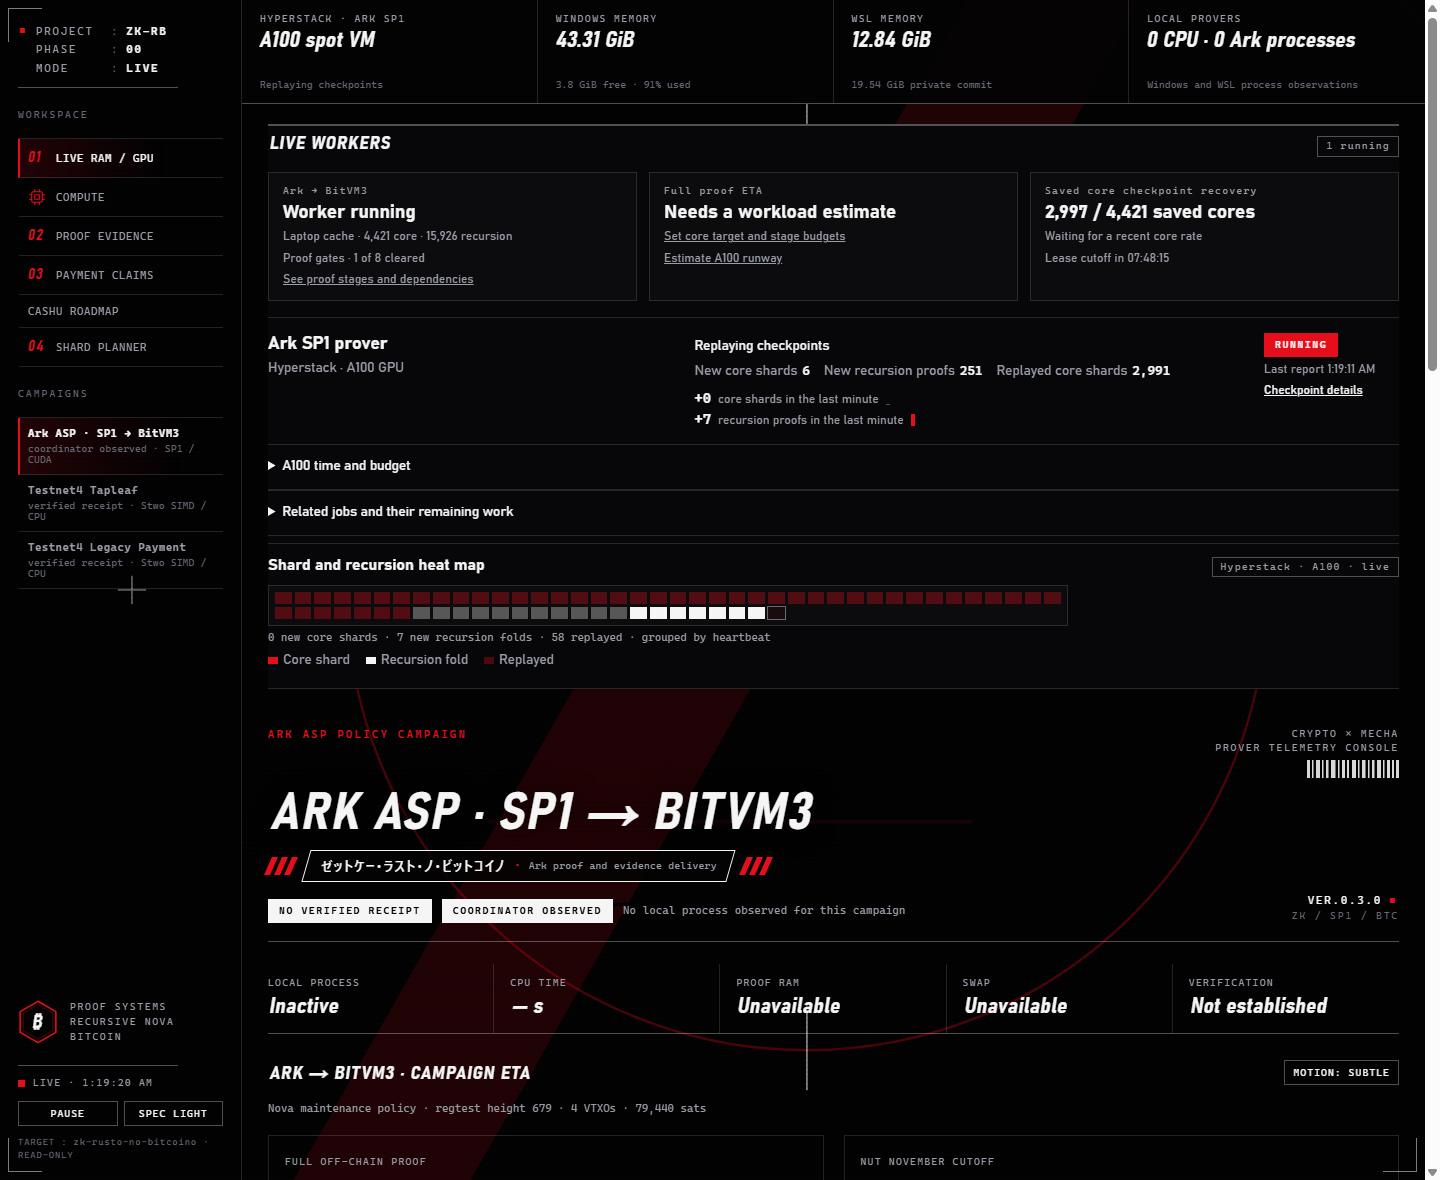 PROJECT : ZK-RB
PHASE : 00
MODE : LIVE
WORKSPACE
01 LIVE RAM / GPU
COMPUTE
02 PROOF EVIDENCE
03 PAYMENT CLAIMS
CASHU ROADMAP
04 SHARD PLANNER
CAMPAIGNS
Ark ASP · SP1 → BitVM3
coordinator observed · SP1 /
CUDA
Testnet4 Tapleaf
verified receipt · Stwo SIMD /
CPU
Testnet4 Legacy Payment
verified receipt · Stwo SIMD /
CPU
PROOF SYSTEMS
RECURSIVE NOVA
BITCOIN
LIVE · 1:19:20 AM
PAUSE
SPEC LIGHT
TARGET : zk-rusto-no-bitcoino ·
READ-ONLY
HYPERSTACK · ARK SP1
A100 spot VM
Replaying checkpoints
WINDOWS MEMORY
43.31 GiB
3.8 GiB free · 91% used
WSL MEMORY
12.84 GiB
19.54 GiB private commit
LOCAL PROVERS
0 CPU · 0 Ark processes
Windows and WSL process observations
LIVE WORKERS
1 running
Ark → BitVM3
Worker running
Laptop cache · 4,421 core · 15,926 recursion
Proof gates · 1 of 8 cleared
See proof stages and dependencies
Full proof ETA
Needs a workload estimate
Set core target and stage budgets
Estimate A100 runway
Saved core checkpoint recovery
2,997 / 4,421 saved cores
Waiting for a recent core rate
Lease cutoff in 07:48:15
Ark SP1 prover
Hyperstack · A100 GPU
Replaying checkpoints
New core shards 6 New recursion proofs 251 Replayed core shards 2,991
+0 core shards in the last minute
+7 recursion proofs in the last minute
RUNNING
Last report 1:19:11 AM
Checkpoint details
A100 time and budget
Related jobs and their remaining work
Shard and recursion heat map
Hyperstack · A100 · live
0 new core shards · 7 new recursion folds · 58 replayed · grouped by heartbeat
Core shard Recursion fold Replayed
ARK ASP POLICY CAMPAIGN
CRYPTO × MECHA
PROVER TELEMETRY CONSOLE
ARK ASP · SP1 → BITVM3
ゼットケー・ラスト・ノ・ビットコイノ · Ark proof and evidence delivery
NO VERIFIED RECEIPT
COORDINATOR OBSERVED
No local process observed for this campaign
VER.0.3.0
ZK / SP1 / BTC
LOCAL PROCESS
Inactive
CPU TIME
— s
PROOF RAM
Unavailable
SWAP
Unavailable
VERIFICATION
Not established
ARK → BITVM3 · CAMPAIGN ETA
MOTION: SUBTLE
Nova maintenance policy · regtest height 679 · 4 VTXOs · 79,440 sats
FULL OFF-CHAIN PROOF
NUT NOVEMBER CUTOFF